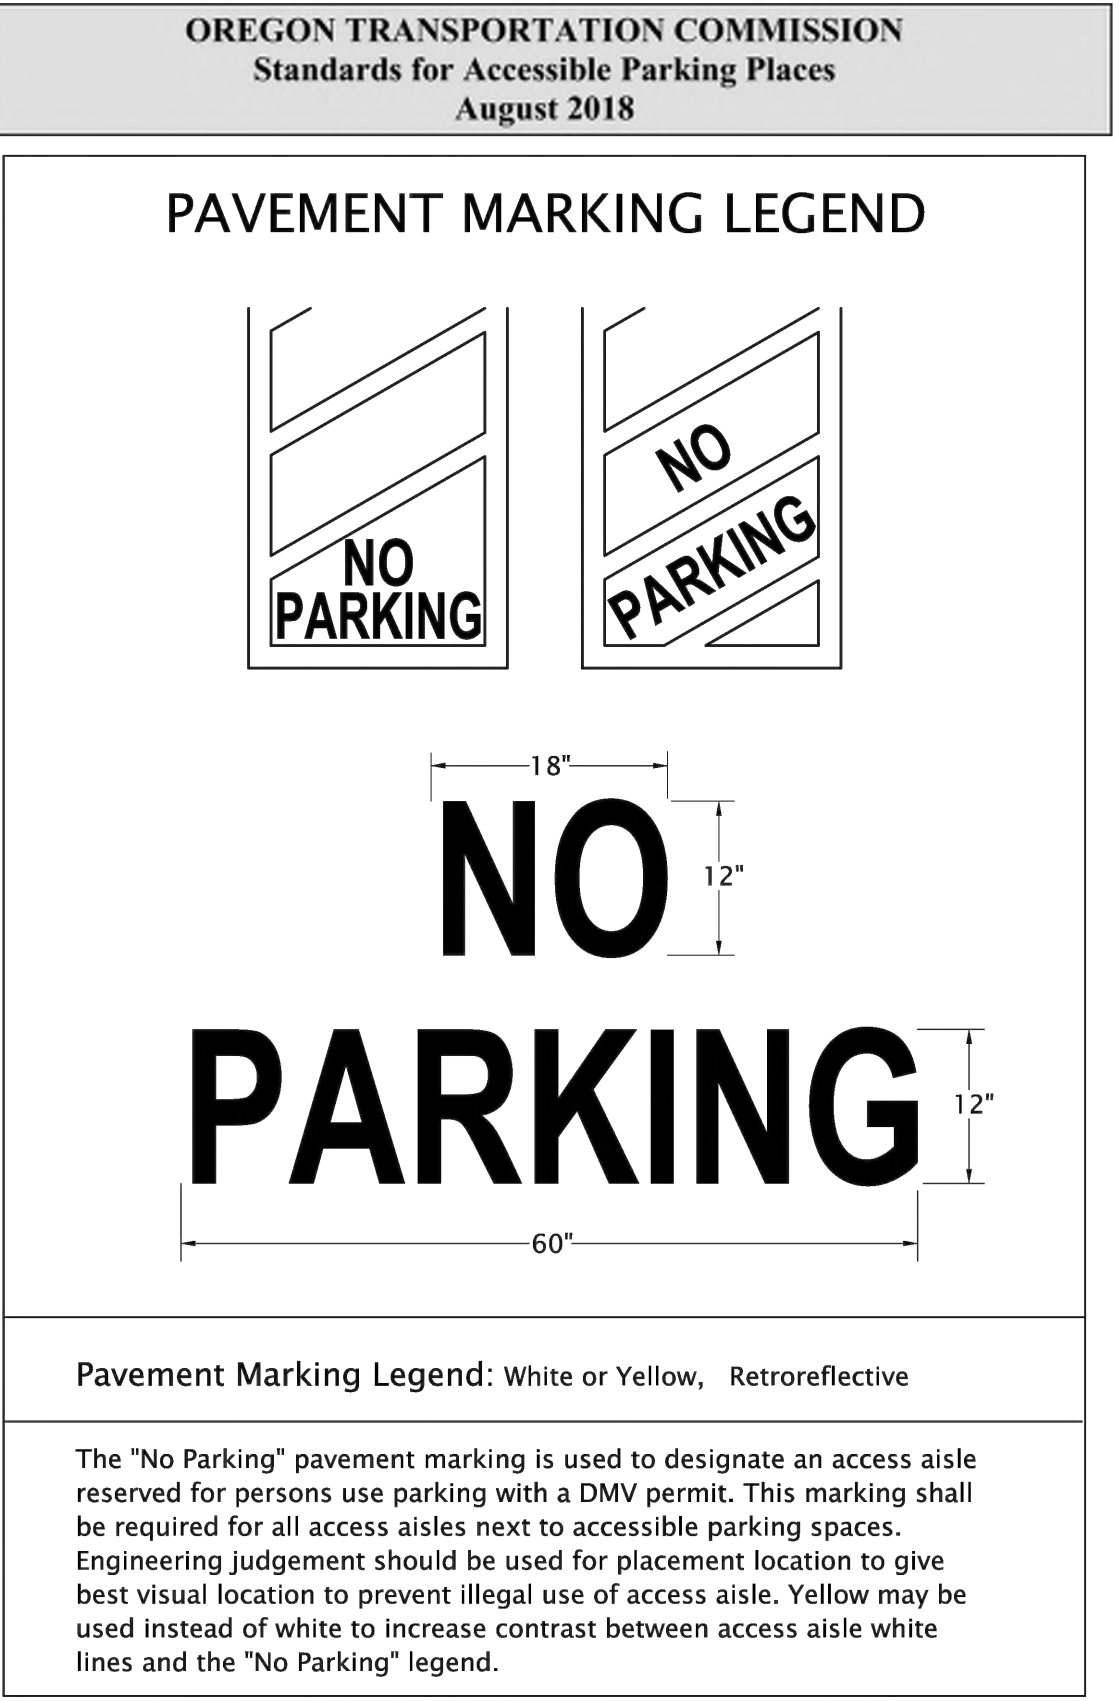 OREGON TRANSPORTATION COMMISSION
Standards for Accessible Parking Places
August 2018
PAVEMENT MARKING LEGEND
NO
PARKING
NO
PARKING
18"
NO
12"
PARKING
12"
60"
Pavement Marking Legend: White or Yellow, Retroreflective
The "No Parking" pavement marking is used to designate an access aisle
reserved for persons use parking with a DMV permit. This marking shall
be required for all access aisles next to accessible parking spaces.
Engineering judgement should be used for placement location to give
best visual location to prevent illegal use of access aisle. Yellow may be
used instead of white to increase contrast between access aisle white
lines and the "No Parking" legend.